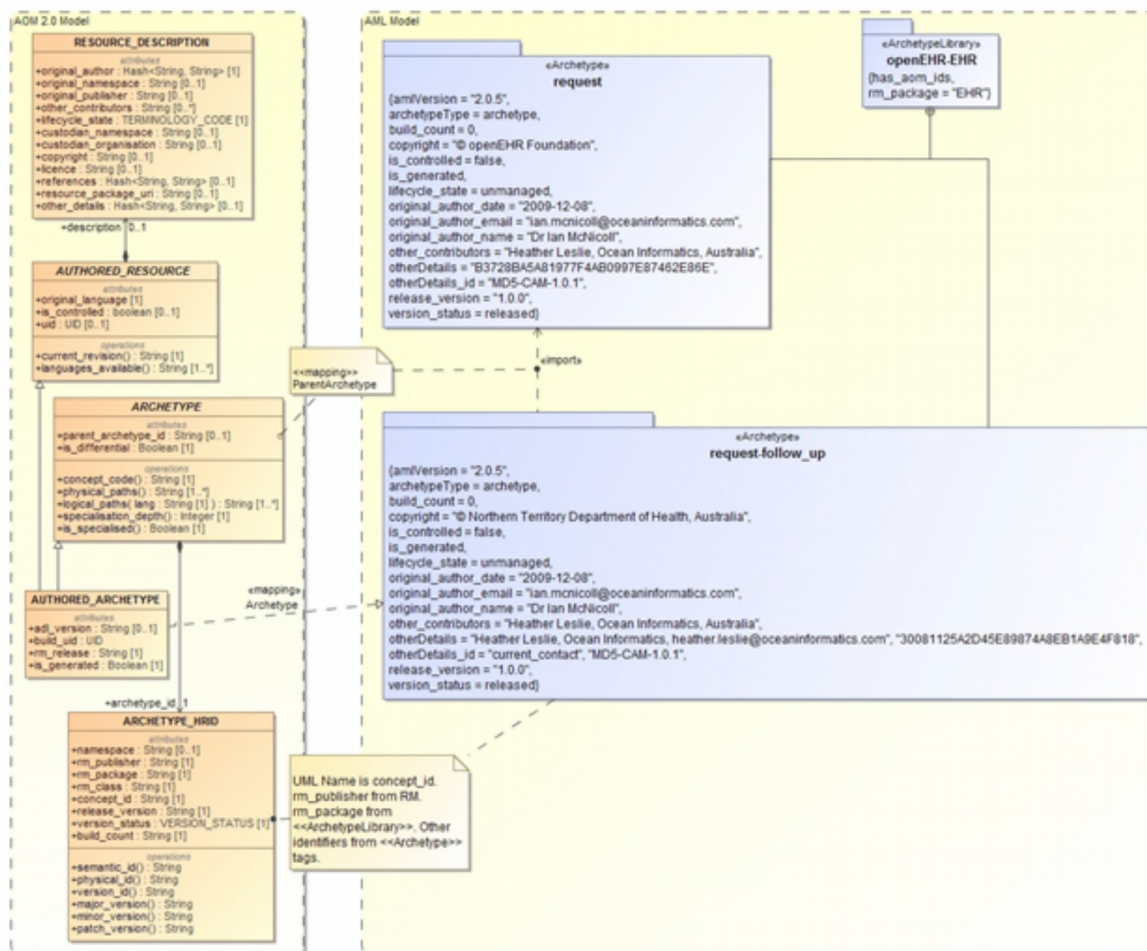 AOM 2.0 Model
RESOURCE_DESCRIPTION
attributes
+original_author : Hash<String, String> [1]
+original_namespace : String [0..1]
+original_publisher : String [0..1]
+other_contributors : String [0..*]
+lifecycle_state : TERMINOLOGY_CODE [1]
+custodian_namespace : String [0..1]
+custodian_organisation : String [0..1]
+copyright : String [0..1]
+licence : String [0..1]
+references : Hash<String, String> [0..1]
+resource_package_uri : String [0..1]
+other_details : Hash<String, String> [0..1]
+description 0..1
AUTHORED_RESOURCE
attributes
+original_language [1]
+is_controlled : boolean [0..1]
+uid : UID [0..1]
operations
+current_revision() : String [1]
+languages_available() : String [1..*]
ARCHETYPE
attributes
+parent_archetype_id : String [0..1]
+is_differential : Boolean [1]
operations
+concept_code() : String [1]
+physical_paths() : String [1..*]
+logical_paths( lang : String [1] ) : String [1..*]
+specialisation_depth() : Integer [1]
+is_specialised() : Boolean [1]
AUTHORED_ARCHETYPE
attributes
+adl_version : String [0..1]
+build_uid : UID
+rm_release : String [1]
+is_generated : Boolean [1]
+archetype_id 1
ARCHETYPE_HRID
attributes
+namespace : String [0..1]
+rm_publisher : String [1]
+rm_package : String [1]
+rm_class : String [1]
+concept_id : String [1]
+release_version : String [1]
+version_status : VERSION_STATUS [1]
+build_count : String [1]
operations
+semantic_id() : String
+physical_id() : String
+version_id() : String
+major_version() : String
+minor_version() : String
+patch_version() : String
<<mapping>>
ParentArchetype
«mapping»
Archetype
UML Name is concept_id.
rm_publisher from RM.
rm_package from
<<ArchetypeLibrary>>. Other
identifiers from <<Archetype>>
tags.
AML Model
«Archetype»
request
{amlVersion = "2.0.5",
archetypeType = archetype,
build_count = 0,
copyright = "© openEHR Foundation",
is_controlled = false,
is_generated,
lifecycle_state = unmanaged,
original_author_date = "2009-12-08",
original_author_email = "ian.mcnicoll@oceaninformatics.com",
original_author_name = "Dr Ian McNicoll",
other_contributors = "Heather Leslie, Ocean Informatics, Australia",
otherDetails = "B3728BA5A81977F4AB0997E87462E86E",
otherDetails_id = "MD5-CAM-1.0.1",
release_version = "1.0.0",
version_status = released}
«ArchetypeLibrary»
openEHR-EHR
{has_aom_ids,
rm_package = "EHR"}
«import»
«Archetype»
request-follow_up
{amlVersion = "2.0.5",
archetypeType = archetype,
build_count = 0,
copyright = "© Northern Territory Department of Health, Australia",
is_controlled = false,
is_generated,
lifecycle_state = unmanaged,
original_author_date = "2009-12-08",
original_author_email = "ian.mcnicoll@oceaninformatics.com",
original_author_name = "Dr Ian McNicoll",
other_contributors = "Heather Leslie, Ocean Informatics, Australia",
otherDetails = "Heather Leslie, Ocean Informatics, heather.leslie@oceaninformatics.com", "30081125A2D45E89874A8EB1A9E4F818",
otherDetails_id = "current_contact", "MD5-CAM-1.0.1",
release_version = "1.0.0",
version_status = released}